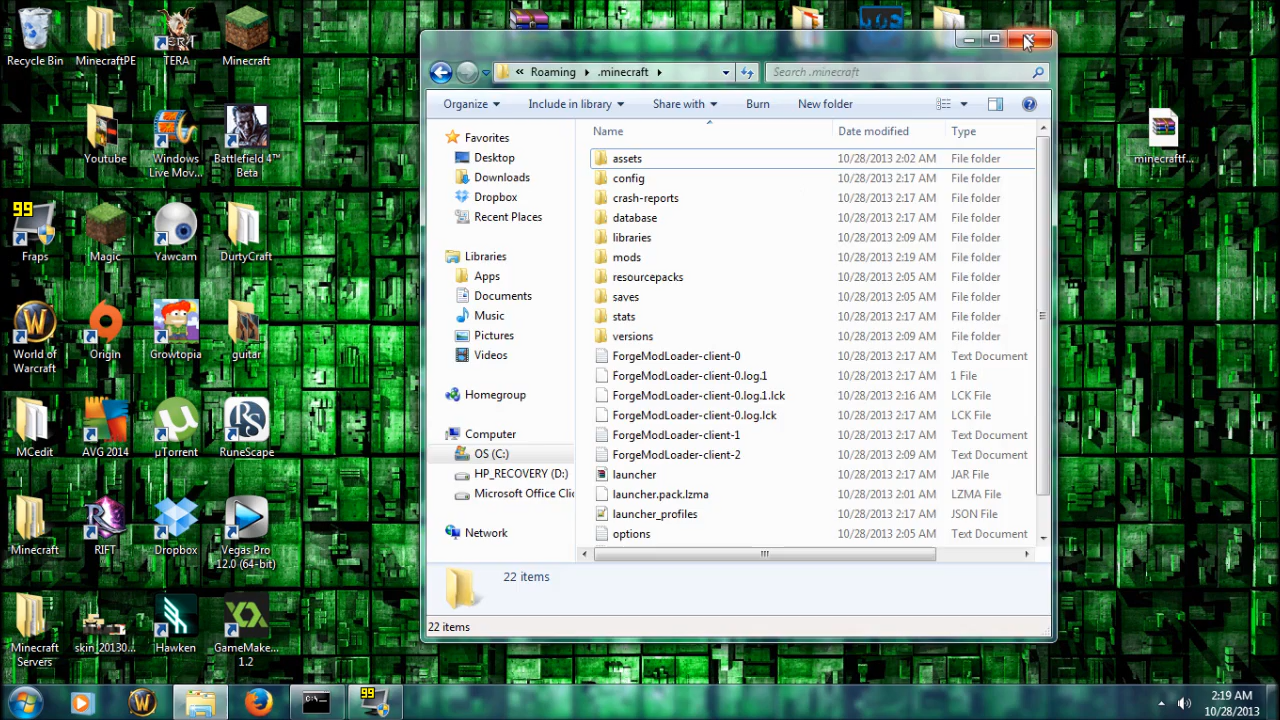 Recycle Bin
MinecraftPE
TERA
Minecraft
Youtube
Windows
Live Mov...
Battlefield 4™
Beta
99
Fraps
Magic
Yawcam
DurtyCraft
World of
Warcraft
Origin
Growtopia
guitar
MCedit
AVG 2014
µTorrent
RuneScape
Minecraft
RIFT
Dropbox
Vegas Pro
12.0 (64-bit)
Minecraft
Servers
skin_20130...
Hawken
GameMake...
1.2
minecraftf...
« Roaming .minecraft
Search .minecraft
Organize Include in library Share with Burn New folder
Favorites
Desktop
Downloads
Dropbox
Recent Places
Libraries
Apps
Documents
Music
Pictures
Videos
Homegroup
Computer
OS (C:)
HP_RECOVERY (D:)
Microsoft Office Clic
Network
Name Date modified Type
assets 10/28/2013 2:02 AM File folder
config 10/28/2013 2:17 AM File folder
crash-reports 10/28/2013 2:17 AM File folder
database 10/28/2013 2:17 AM File folder
libraries 10/28/2013 2:09 AM File folder
mods 10/28/2013 2:19 AM File folder
resourcepacks 10/28/2013 2:05 AM File folder
saves 10/28/2013 2:05 AM File folder
stats 10/28/2013 2:17 AM File folder
versions 10/28/2013 2:09 AM File folder
ForgeModLoader-client-0 10/28/2013 2:17 AM Text Document
ForgeModLoader-client-0.log.1 10/28/2013 2:17 AM 1 File
ForgeModLoader-client-0.log.1.lck 10/28/2013 2:16 AM LCK File
ForgeModLoader-client-0.log.lck 10/28/2013 2:17 AM LCK File
ForgeModLoader-client-1 10/28/2013 2:17 AM Text Document
ForgeModLoader-client-2 10/28/2013 2:09 AM Text Document
launcher 10/28/2013 2:17 AM JAR File
launcher.pack.lzma 10/28/2013 2:01 AM LZMA File
launcher_profiles 10/28/2013 2:17 AM JSON File
options 10/28/2013 2:05 AM Text Document
22 items
22 items
99
2:19 AM
10/28/2013